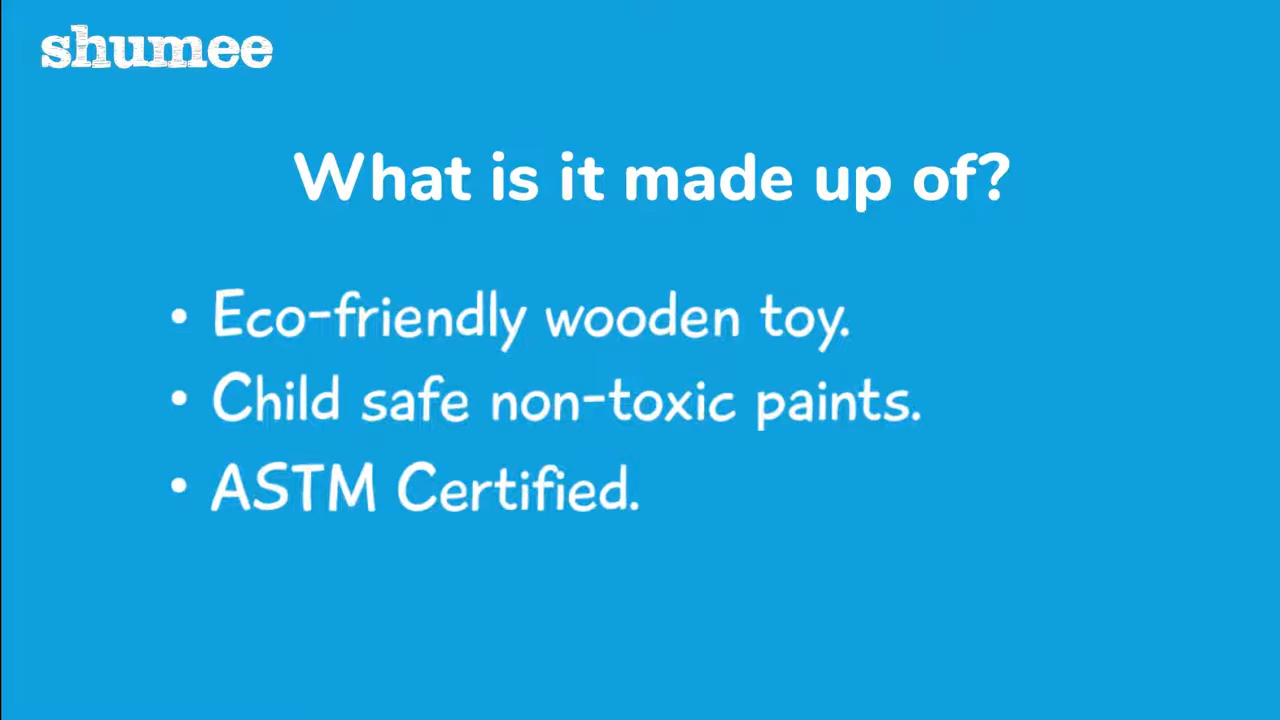 shumee
What is it made up of?
• Eco-friendly wooden toy.
• Child safe non-toxic paints.
• ASTM Certified.